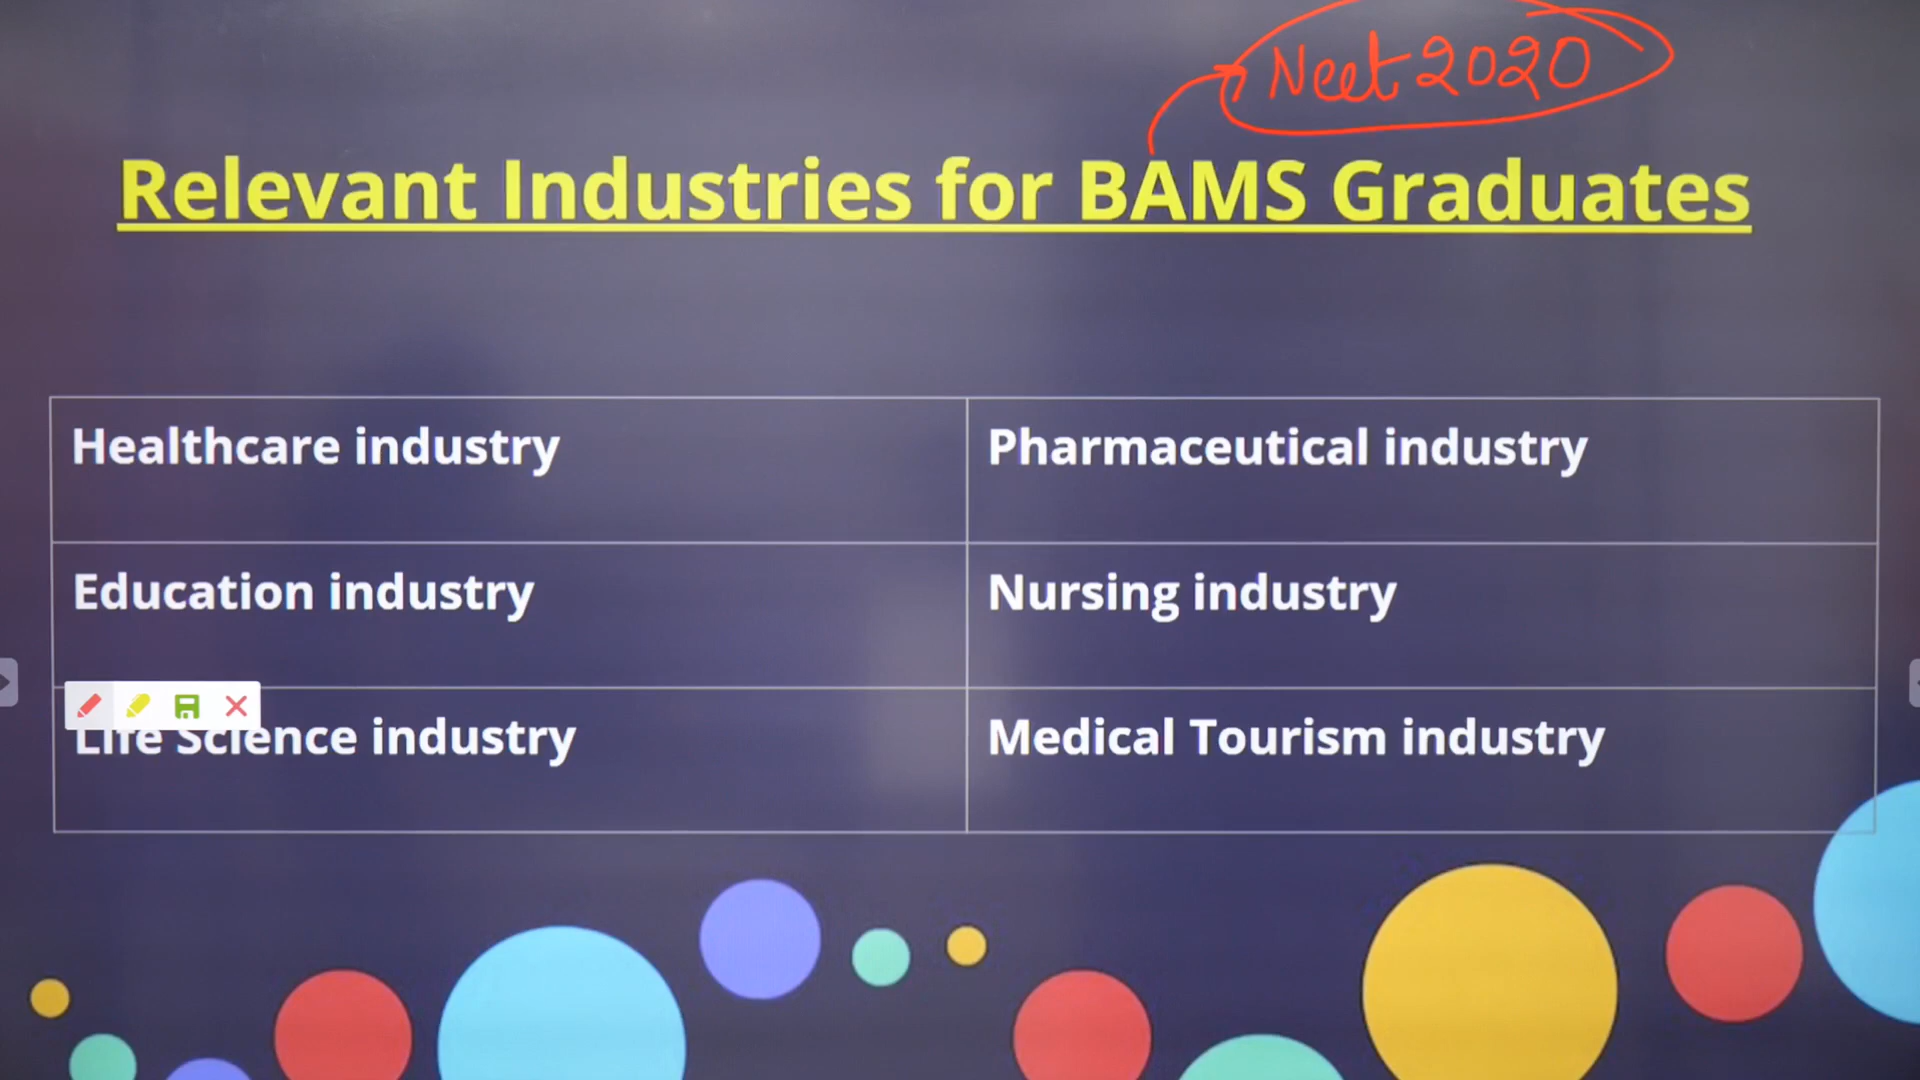 Neet 2020
Relevant Industries for BAMS Graduates
Healthcare industry
Pharmaceutical industry
Education industry
Nursing industry
Life Science industry
Medical Tourism industry